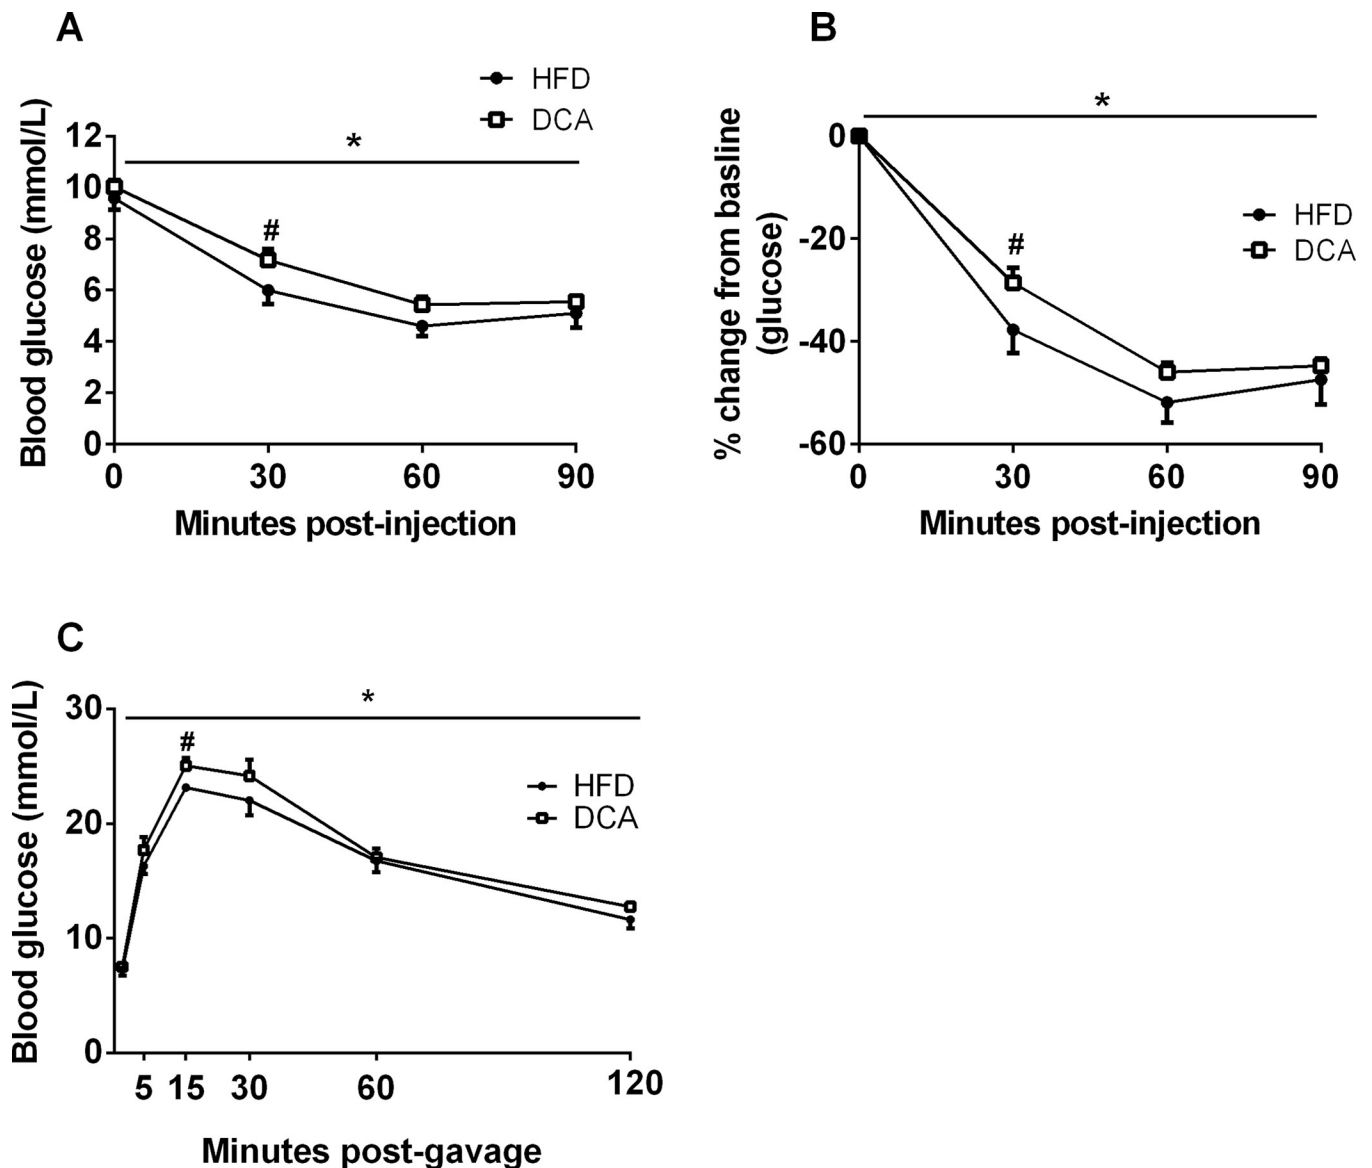 A
HFD
DCA
Blood glucose (mmol/L)
12
10
8
6
4
2
0
*
#
0 30 60 90
Minutes post-injection
B
*
% change from basline
(glucose)
0
-20
-40
-60
#
HFD
DCA
0 30 60 90
Minutes post-injection
C
Blood glucose (mmol/L)
30
20
10
0
*
#
HFD
DCA
5 15 30 60 120
Minutes post-gavage